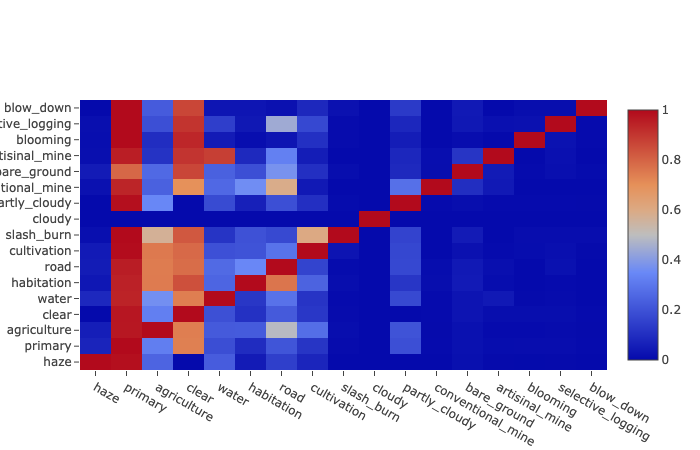 blow_down
ctive_logging
blooming
tisinal_mine
bare_ground
tional_mine
partly_cloudy
cloudy
slash_burn
cultivation
road
habitation
water
clear
agriculture
primary
haze
haze
primary
agriculture
clear
water
habitation
road
cultivation
slash_burn
cloudy
partly_cloudy
conventional_mine
bare_ground
artisinal_mine
blooming
selective_logging
blow_down
1
0.8
0.6
0.4
0.2
0